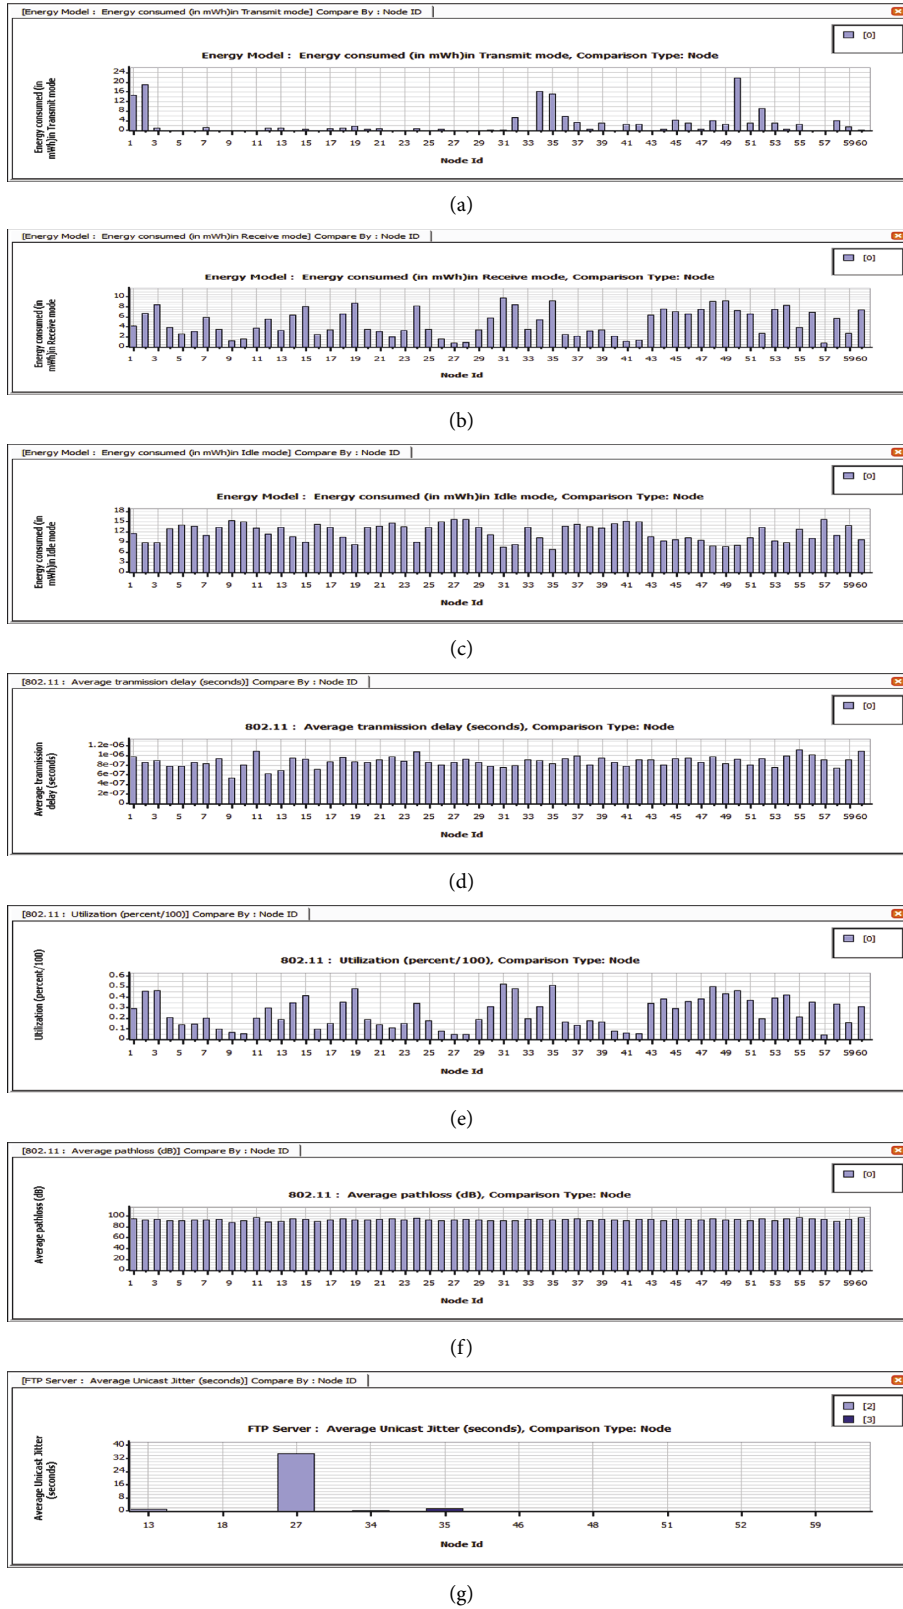 [Energy Model : Energy consumed (in mWh)in Transmit mode] Compare By : Node ID
[0]
Energy Model : Energy consumed (in mWh)in Transmit mode, Comparison Type: Node
Energy consumed (in
mWh)in Transmit mode
24
20
16
12
8
4
0
1 3 5 7 9 11 13 15 17 19 21 23 25 27 29 31 33 35 37 39 41 43 45 47 49 51 53 55 57 5960
Node Id
(a)
[Energy Model : Energy consumed (in mWh)in Receive mode] Compare By : Node ID
[0]
Energy Model : Energy consumed (in mWh)in Receive mode, Comparison Type: Node
Energy consumed (in
mWh)in Receive mode
10
8
6
4
2
0
1 3 5 7 9 11 13 15 17 19 21 23 25 27 29 31 33 35 37 39 41 43 45 47 49 51 53 55 57 5960
Node Id
(b)
[Energy Model : Energy consumed (in mWh)in Idle mode] Compare By : Node ID
[0]
Energy Model : Energy consumed (in mWh)in Idle mode, Comparison Type: Node
Energy consumed (in
mWh)in Idle mode
18
15
12
9
6
3
0
1 3 5 7 9 11 13 15 17 19 21 23 25 27 29 31 33 35 37 39 41 43 45 47 49 51 53 55 57 5960
Node Id
(c)
[802.11 : Average tranmission delay (seconds)] Compare By : Node ID
[0]
802.11 : Average tranmission delay (seconds), Comparison Type: Node
Average tranmission
delay (seconds)
1.2e-06
1e-06
8e-07
6e-07
4e-07
2e-07
0
1 3 5 7 9 11 13 15 17 19 21 23 25 27 29 31 33 35 37 39 41 43 45 47 49 51 53 55 57 5960
Node Id
(d)
[802.11 : Utilization (percent/100)] Compare By : Node ID
[0]
802.11 : Utilization (percent/100), Comparison Type: Node
Utilization (percent/100)
0.6
0.5
0.4
0.3
0.2
0.1
0
1 3 5 7 9 11 13 15 17 19 21 23 25 27 29 31 33 35 37 39 41 43 45 47 49 51 53 55 57 5960
Node Id
(e)
[802.11 : Average pathloss (dB)] Compare By : Node ID
[0]
802.11 : Average pathloss (dB), Comparison Type: Node
Average pathloss (dB)
100
80
60
40
20
0
1 3 5 7 9 11 13 15 17 19 21 23 25 27 29 31 33 35 37 39 41 43 45 47 49 51 53 55 57 5960
Node Id
(f)
[FTP Server : Average Unicast Jitter (seconds)] Compare By : Node ID
[2]
[3]
FTP Server : Average Unicast Jitter (seconds), Comparison Type: Node
Average Unicast Jitter
(seconds)
40
32
24
16
8
0
13 18 27 34 35 46 48 51 52 59
Node Id
(g)